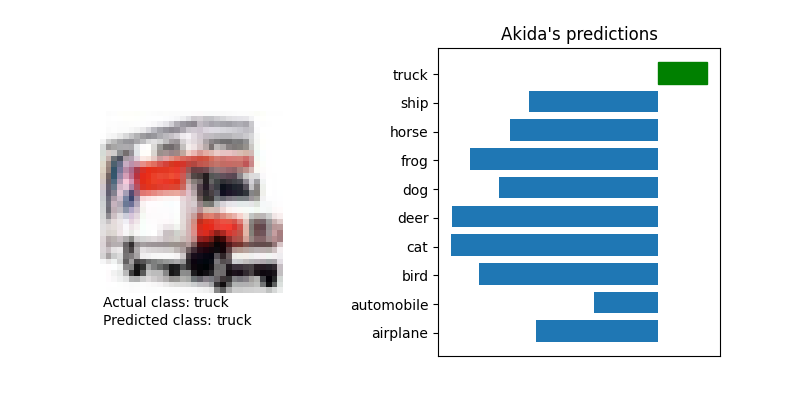 Akida's predictions
truck
ship
horse
frog
dog
deer
cat
bird
automobile
airplane
Actual class: truck
Predicted class: truck